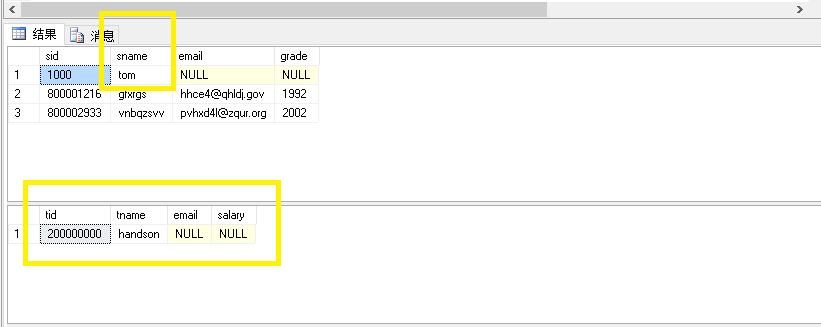 结果 消息
sid sname email grade
1 1000 tom NULL NULL
2 800001216 gfxrgs hhce4@qhldj.gov 1992
3 800002933 vnbqzsvv pvhxd4l@zqur.org 2002
tid tname email salary
1 200000000 handson NULL NULL